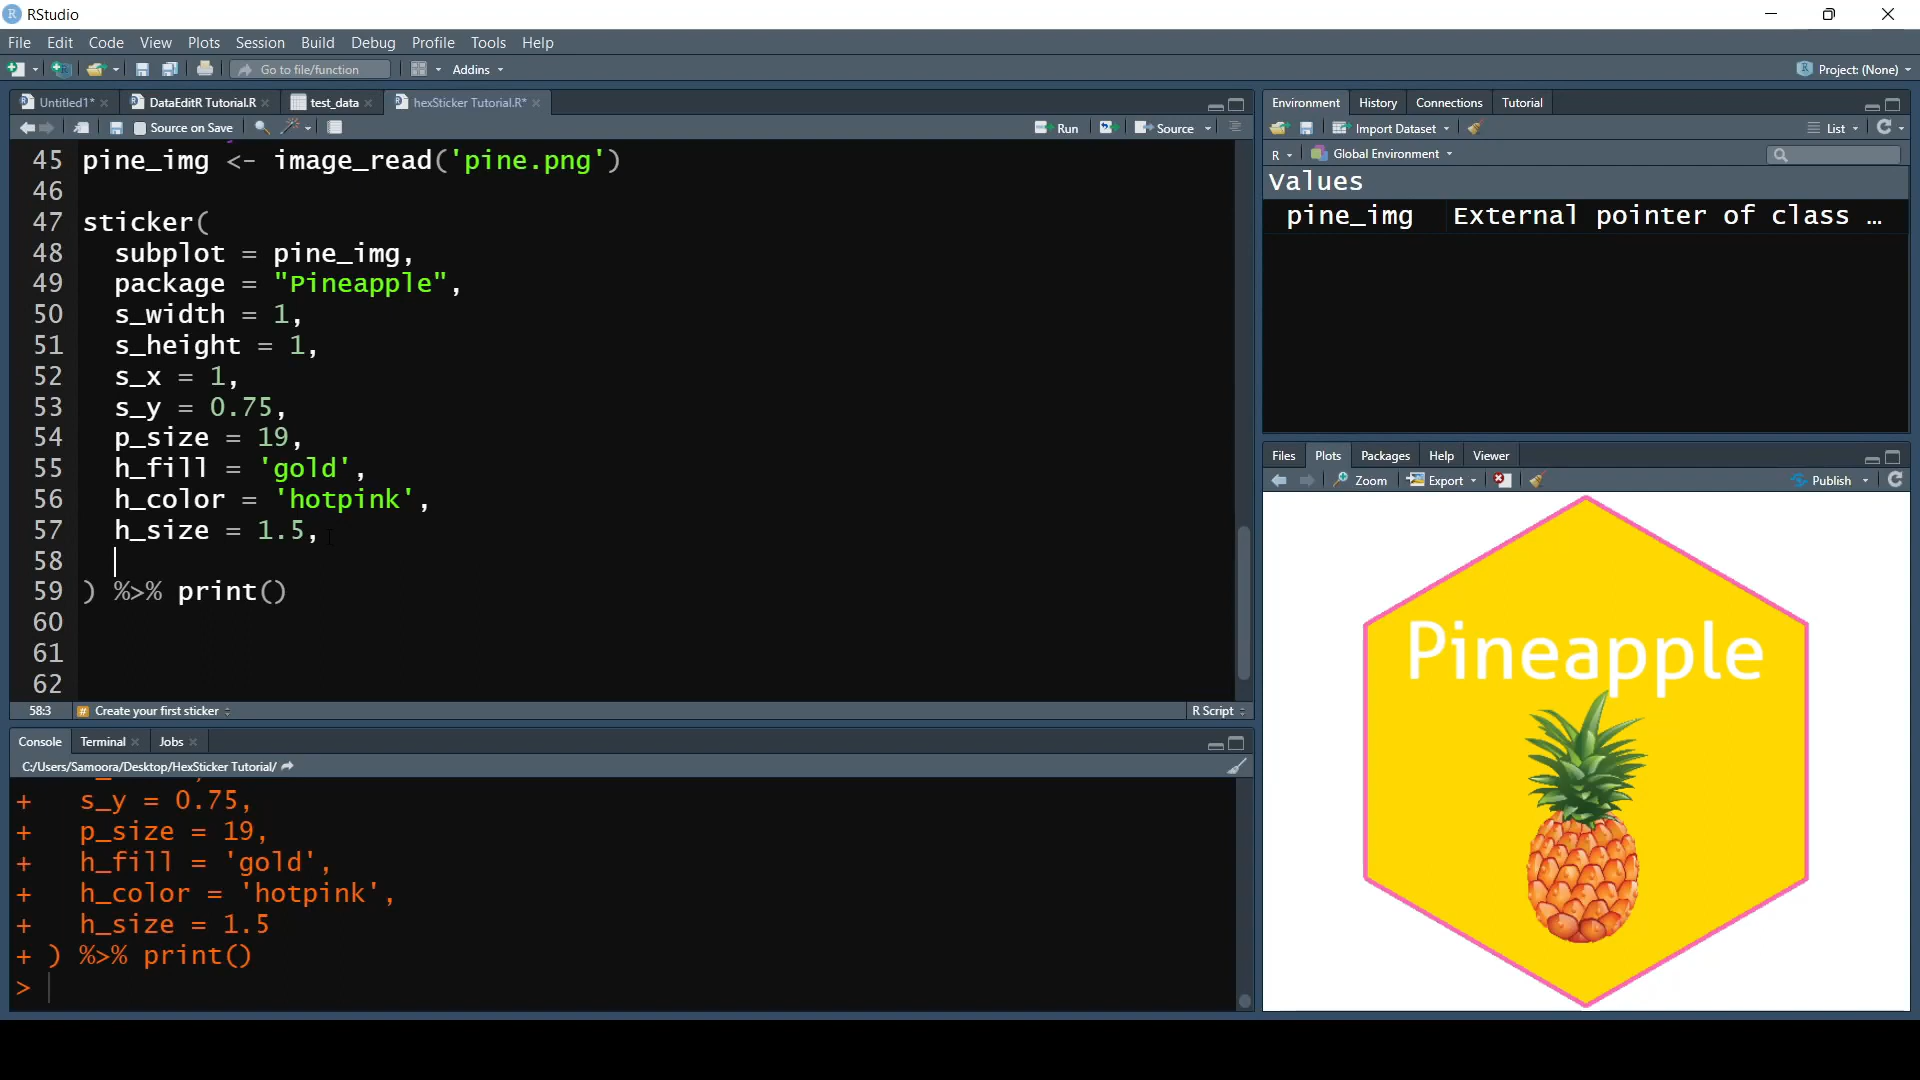 RStudio
File Edit Code View Plots Session Build Debug Profile Tools Help
Go to file/function Addins Project: (None)
Untitled1* DataEditR Tutorial.R test_data hexSticker Tutorial.R*
Source on Save Run Source
45 pine_img <- image_read('pine.png')
46
47 sticker(
48 subplot = pine_img,
49 package = "Pineapple",
50 s_width = 1,
51 s_height = 1,
52 s_x = 1,
53 s_y = 0.75,
54 p_size = 19,
55 h_fill = 'gold',
56 h_color = 'hotpink',
57 h_size = 1.5,
58
59 ) %>% print()
60
61
62
58:3 # Create your first sticker R Script
Console Terminal Jobs
C:/Users/Samoora/Desktop/HexSticker Tutorial/
+ s_y = 0.75,
+ p_size = 19,
+ h_fill = 'gold',
+ h_color = 'hotpink',
+ h_size = 1.5
+ ) %>% print()
>
Environment History Connections Tutorial
Import Dataset List
R Global Environment
Values
pine_img External pointer of class …
Files Plots Packages Help Viewer
Zoom Export Publish
Pineapple